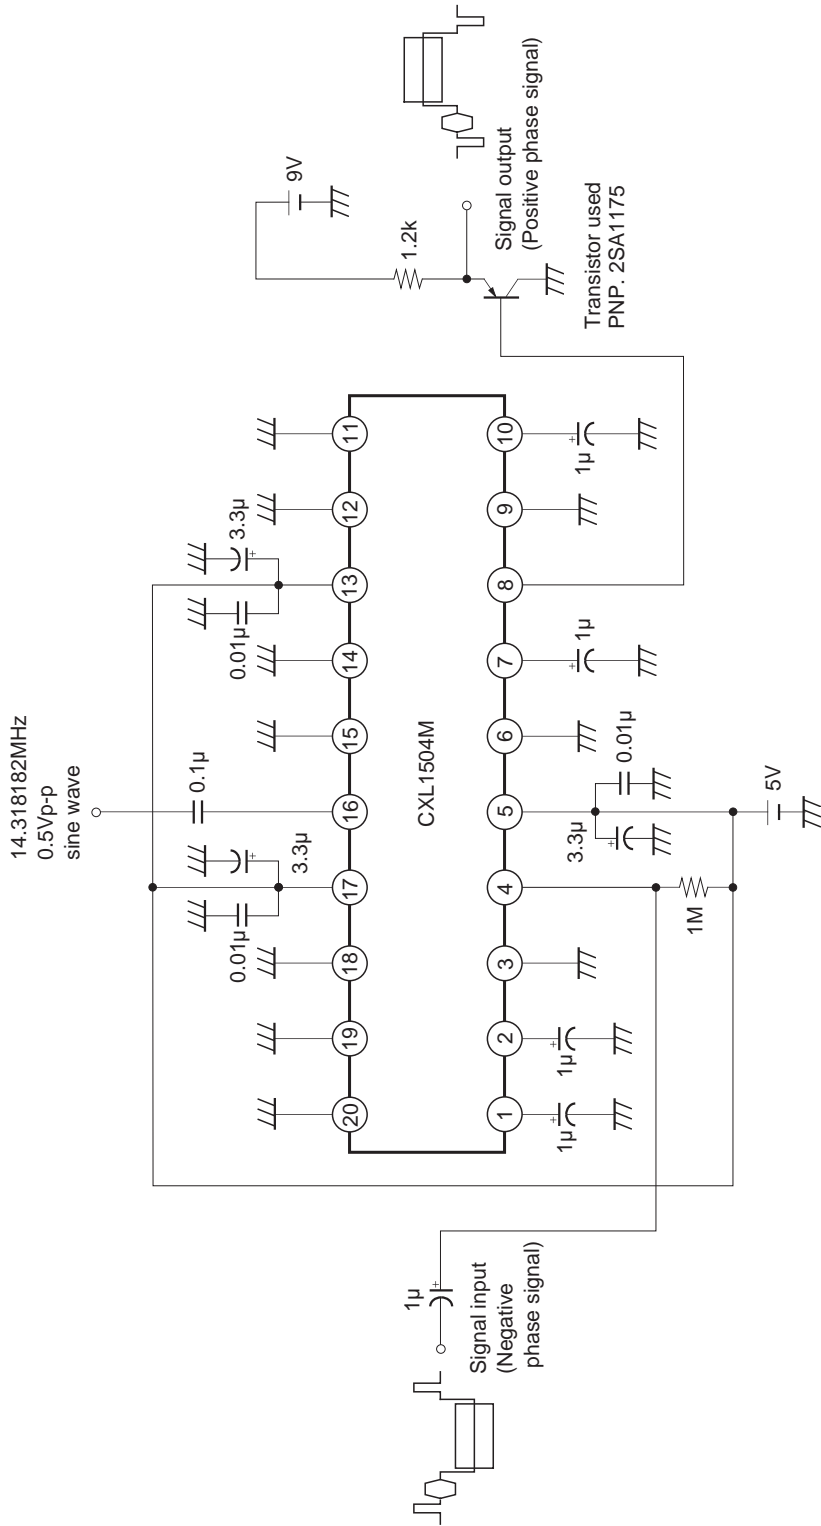 14.318182MHz
0.5Vp-p
sine wave
0.1µ
0.01µ
3.3µ
0.01µ
3.3µ
20
19
18
17
16
15
14
13
12
11
CXL1504M
1
2
3
4
5
6
7
8
9
10
1µ
1µ
1M
3.3µ
0.01µ
5V
1µ
1µ
1µ
Signal input
(Negative
phase signal)
9V
1.2k
Signal output
(Positive phase signal)
Transistor used
PNP. 2SA1175